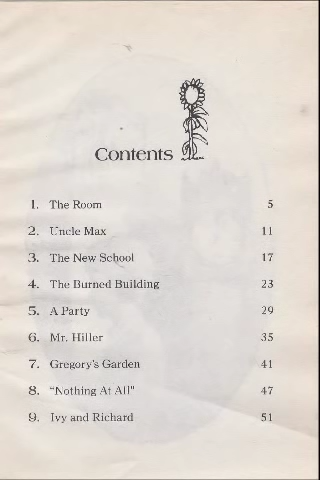 Contents
1. The Room 5
2. Uncle Max 11
3. The New School 17
4. The Burned Building 23
5. A Party 29
6. Mr. Hiller 35
7. Gregory's Garden 41
8. "Nothing At All" 47
9. Ivy and Richard 51